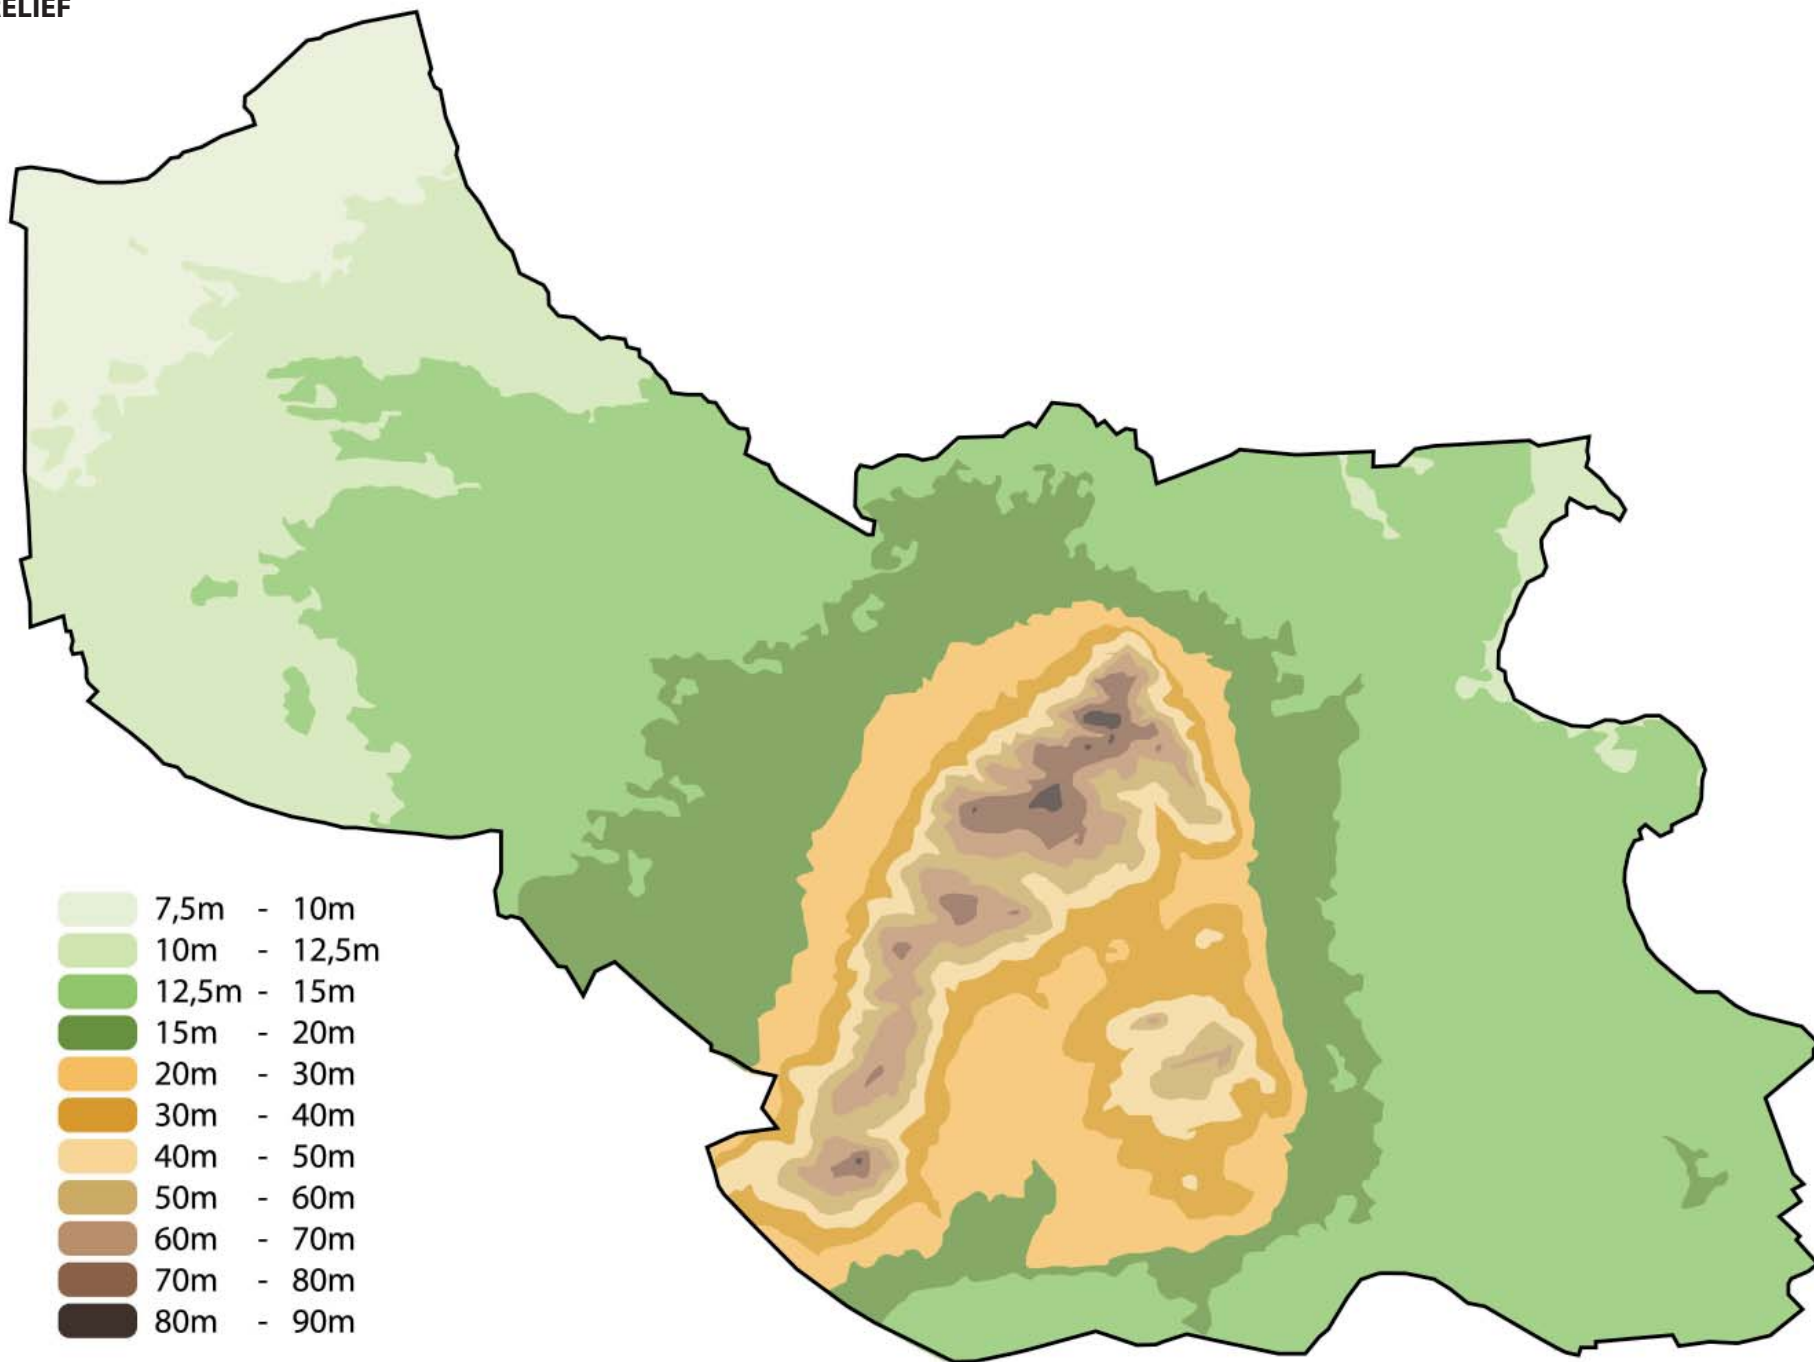 ELIEF
7,5m - 10m
10m - 12,5m
12,5m - 15m
15m - 20m
20m - 30m
30m - 40m
40m - 50m
50m - 60m
60m - 70m
70m - 80m
80m - 90m